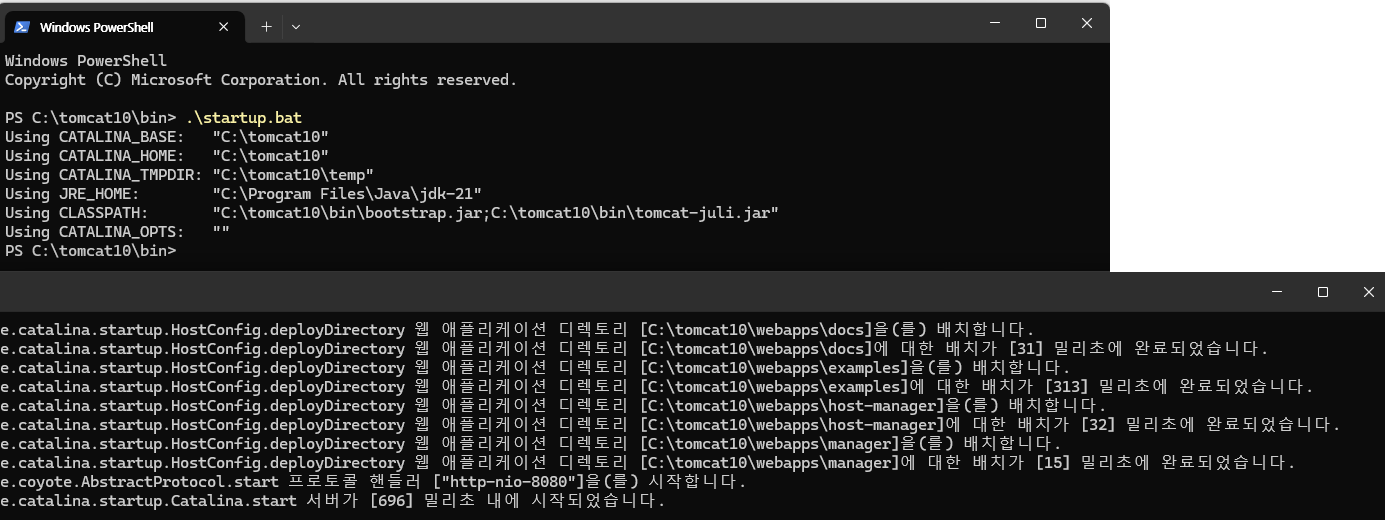 Windows PowerShell
Windows PowerShell
Copyright (C) Microsoft Corporation. All rights reserved.
PS C:\tomcat10\bin> .\startup.bat
Using CATALINA_BASE:   "C:\tomcat10"
Using CATALINA_HOME:   "C:\tomcat10"
Using CATALINA_TMPDIR: "C:\tomcat10\temp"
Using JRE_HOME:        "C:\Program Files\Java\jdk-21"
Using CLASSPATH:       "C:\tomcat10\bin\bootstrap.jar;C:\tomcat10\bin\tomcat-juli.jar"
Using CATALINA_OPTS:   ""
PS C:\tomcat10\bin>
e.catalina.startup.HostConfig.deployDirectory 웹 애플리케이션 디렉토리 [C:\tomcat10\webapps\docs]을(를) 배치합니다.
e.catalina.startup.HostConfig.deployDirectory 웹 애플리케이션 디렉토리 [C:\tomcat10\webapps\docs]에 대한 배치가 [31] 밀리초에 완료되었습니다.
e.catalina.startup.HostConfig.deployDirectory 웹 애플리케이션 디렉토리 [C:\tomcat10\webapps\examples]을(를) 배치합니다.
e.catalina.startup.HostConfig.deployDirectory 웹 애플리케이션 디렉토리 [C:\tomcat10\webapps\examples]에 대한 배치가 [313] 밀리초에 완료되었습니다.
e.catalina.startup.HostConfig.deployDirectory 웹 애플리케이션 디렉토리 [C:\tomcat10\webapps\host-manager]을(를) 배치합니다.
e.catalina.startup.HostConfig.deployDirectory 웹 애플리케이션 디렉토리 [C:\tomcat10\webapps\host-manager]에 대한 배치가 [32] 밀리초에 완료되었습니다.
e.catalina.startup.HostConfig.deployDirectory 웹 애플리케이션 디렉토리 [C:\tomcat10\webapps\manager]을(를) 배치합니다.
e.catalina.startup.HostConfig.deployDirectory 웹 애플리케이션 디렉토리 [C:\tomcat10\webapps\manager]에 대한 배치가 [15] 밀리초에 완료되었습니다.
e.coyote.AbstractProtocol.start 프로토콜 핸들러 ["http-nio-8080"]을(를) 시작합니다.
e.catalina.startup.Catalina.start 서버가 [696] 밀리초 내에 시작되었습니다.